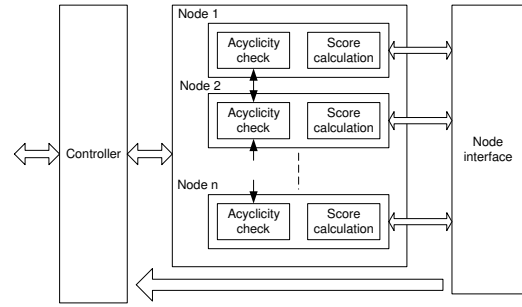 Node 1
Acyclicity
check
Score
calculation
Node 2
Acyclicity
check
Score
calculation
Controller
Node
interface
Node n
Acyclicity
check
Score
calculation